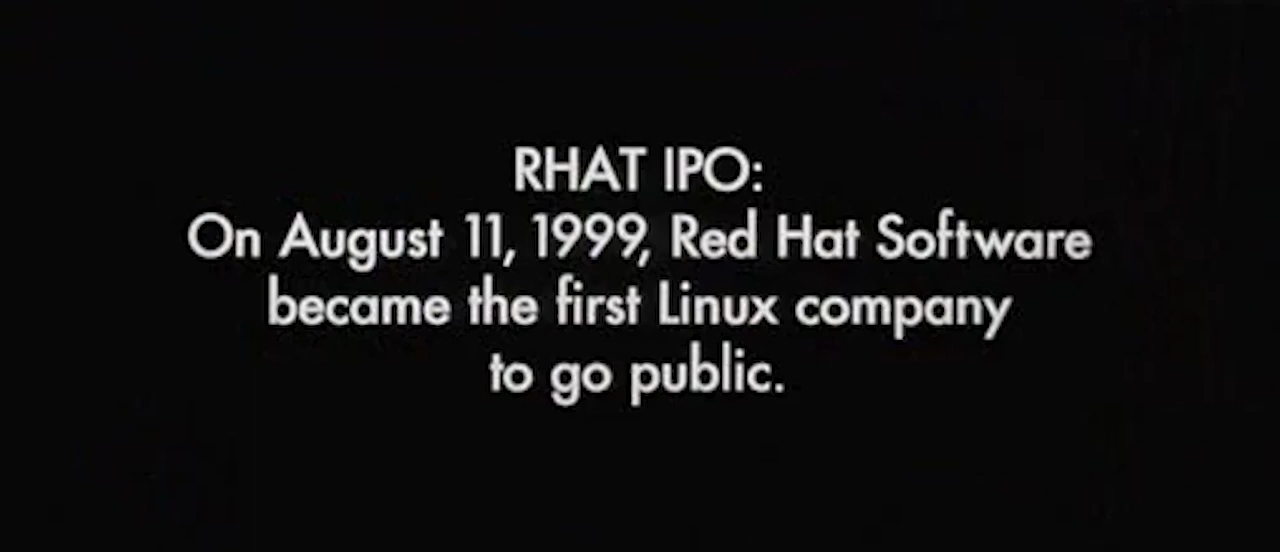 RHAT IPO:
On August 11, 1999, Red Hat Software
became the first Linux company
to go public.